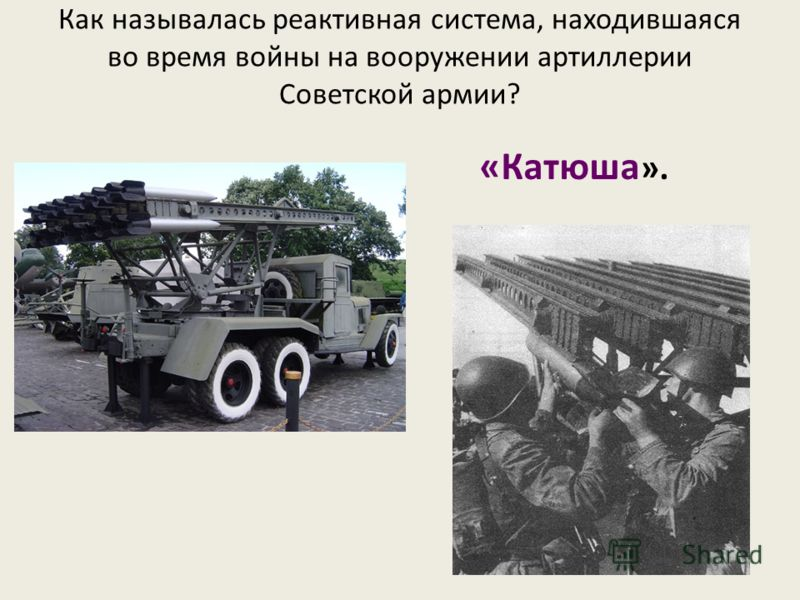 Как называлась реактивная система, находившаяся
во время войны на вооружении артиллерии
Советской армии?
«Катюша».
Shared